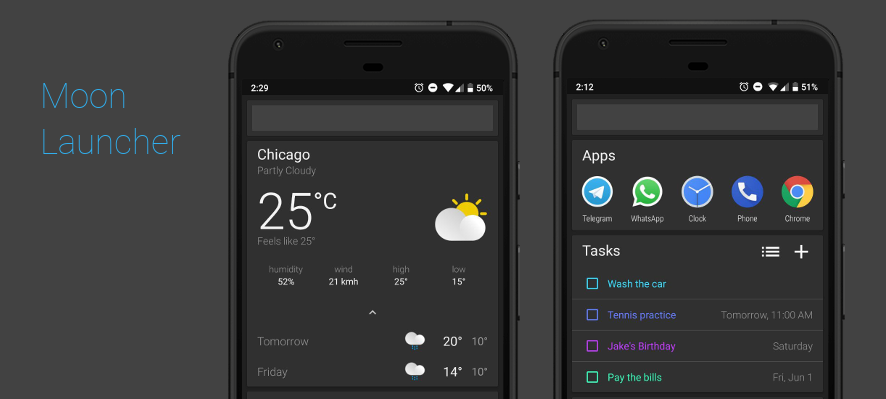 Moon
Launcher
2:29 50%
Chicago
Partly Cloudy
25°C
Feels like 25°
humidity wind high low
52% 21 kmh 25° 15°
Tomorrow 20° 10°
Friday 14° 10°
2:12 51%
Apps
Telegram WhatsApp Clock Phone Chrome
Tasks
Wash the car
Tennis practice Tomorrow, 11:00 AM
Jake's Birthday Saturday
Pay the bills Fri, Jun 1